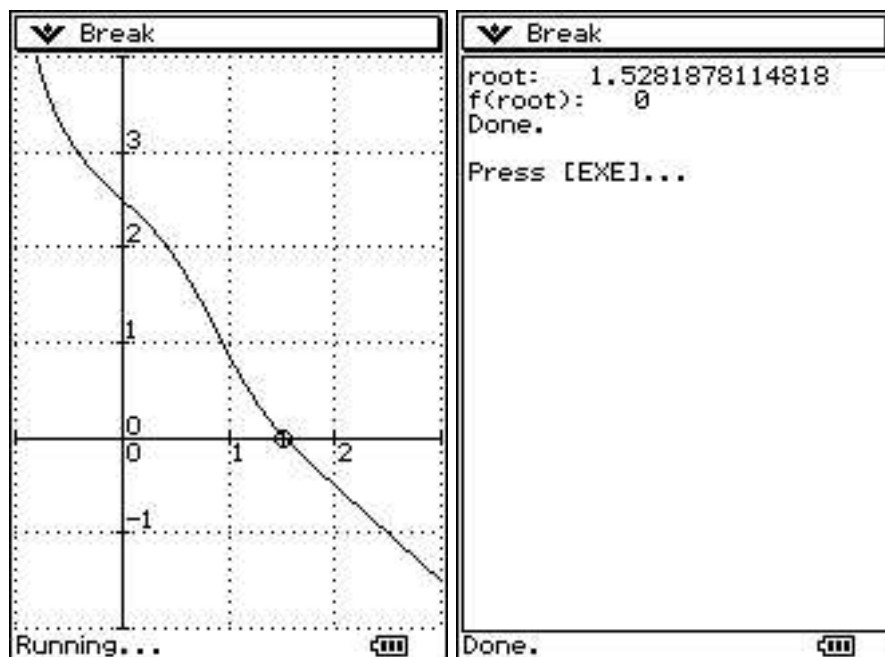 Break
3
2
1
0
0 1 2
-1
Running...
Break
root: 1.5281878114818
f(root): 0
Done.
Press [EXE]...
Done.